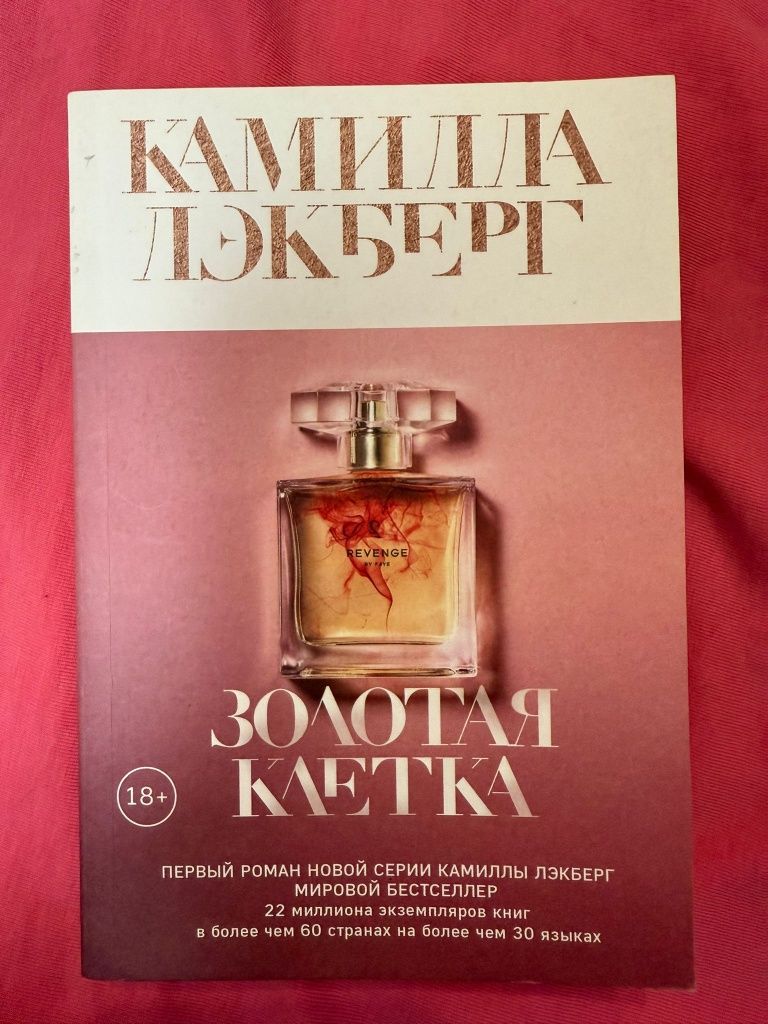 КАМИЛЛА
ЛЭКБЕРГ
REVENGE
BY FAYE
ЗОЛОТАЯ
КЛЕТКА
18+
ПЕРВЫЙ РОМАН НОВОЙ СЕРИИ КАМИЛЛЫ ЛЭКБЕРГ
МИРОВОЙ БЕСТСЕЛЛЕР
22 миллиона экземпляров книг
в более чем 60 странах на более чем 30 языках